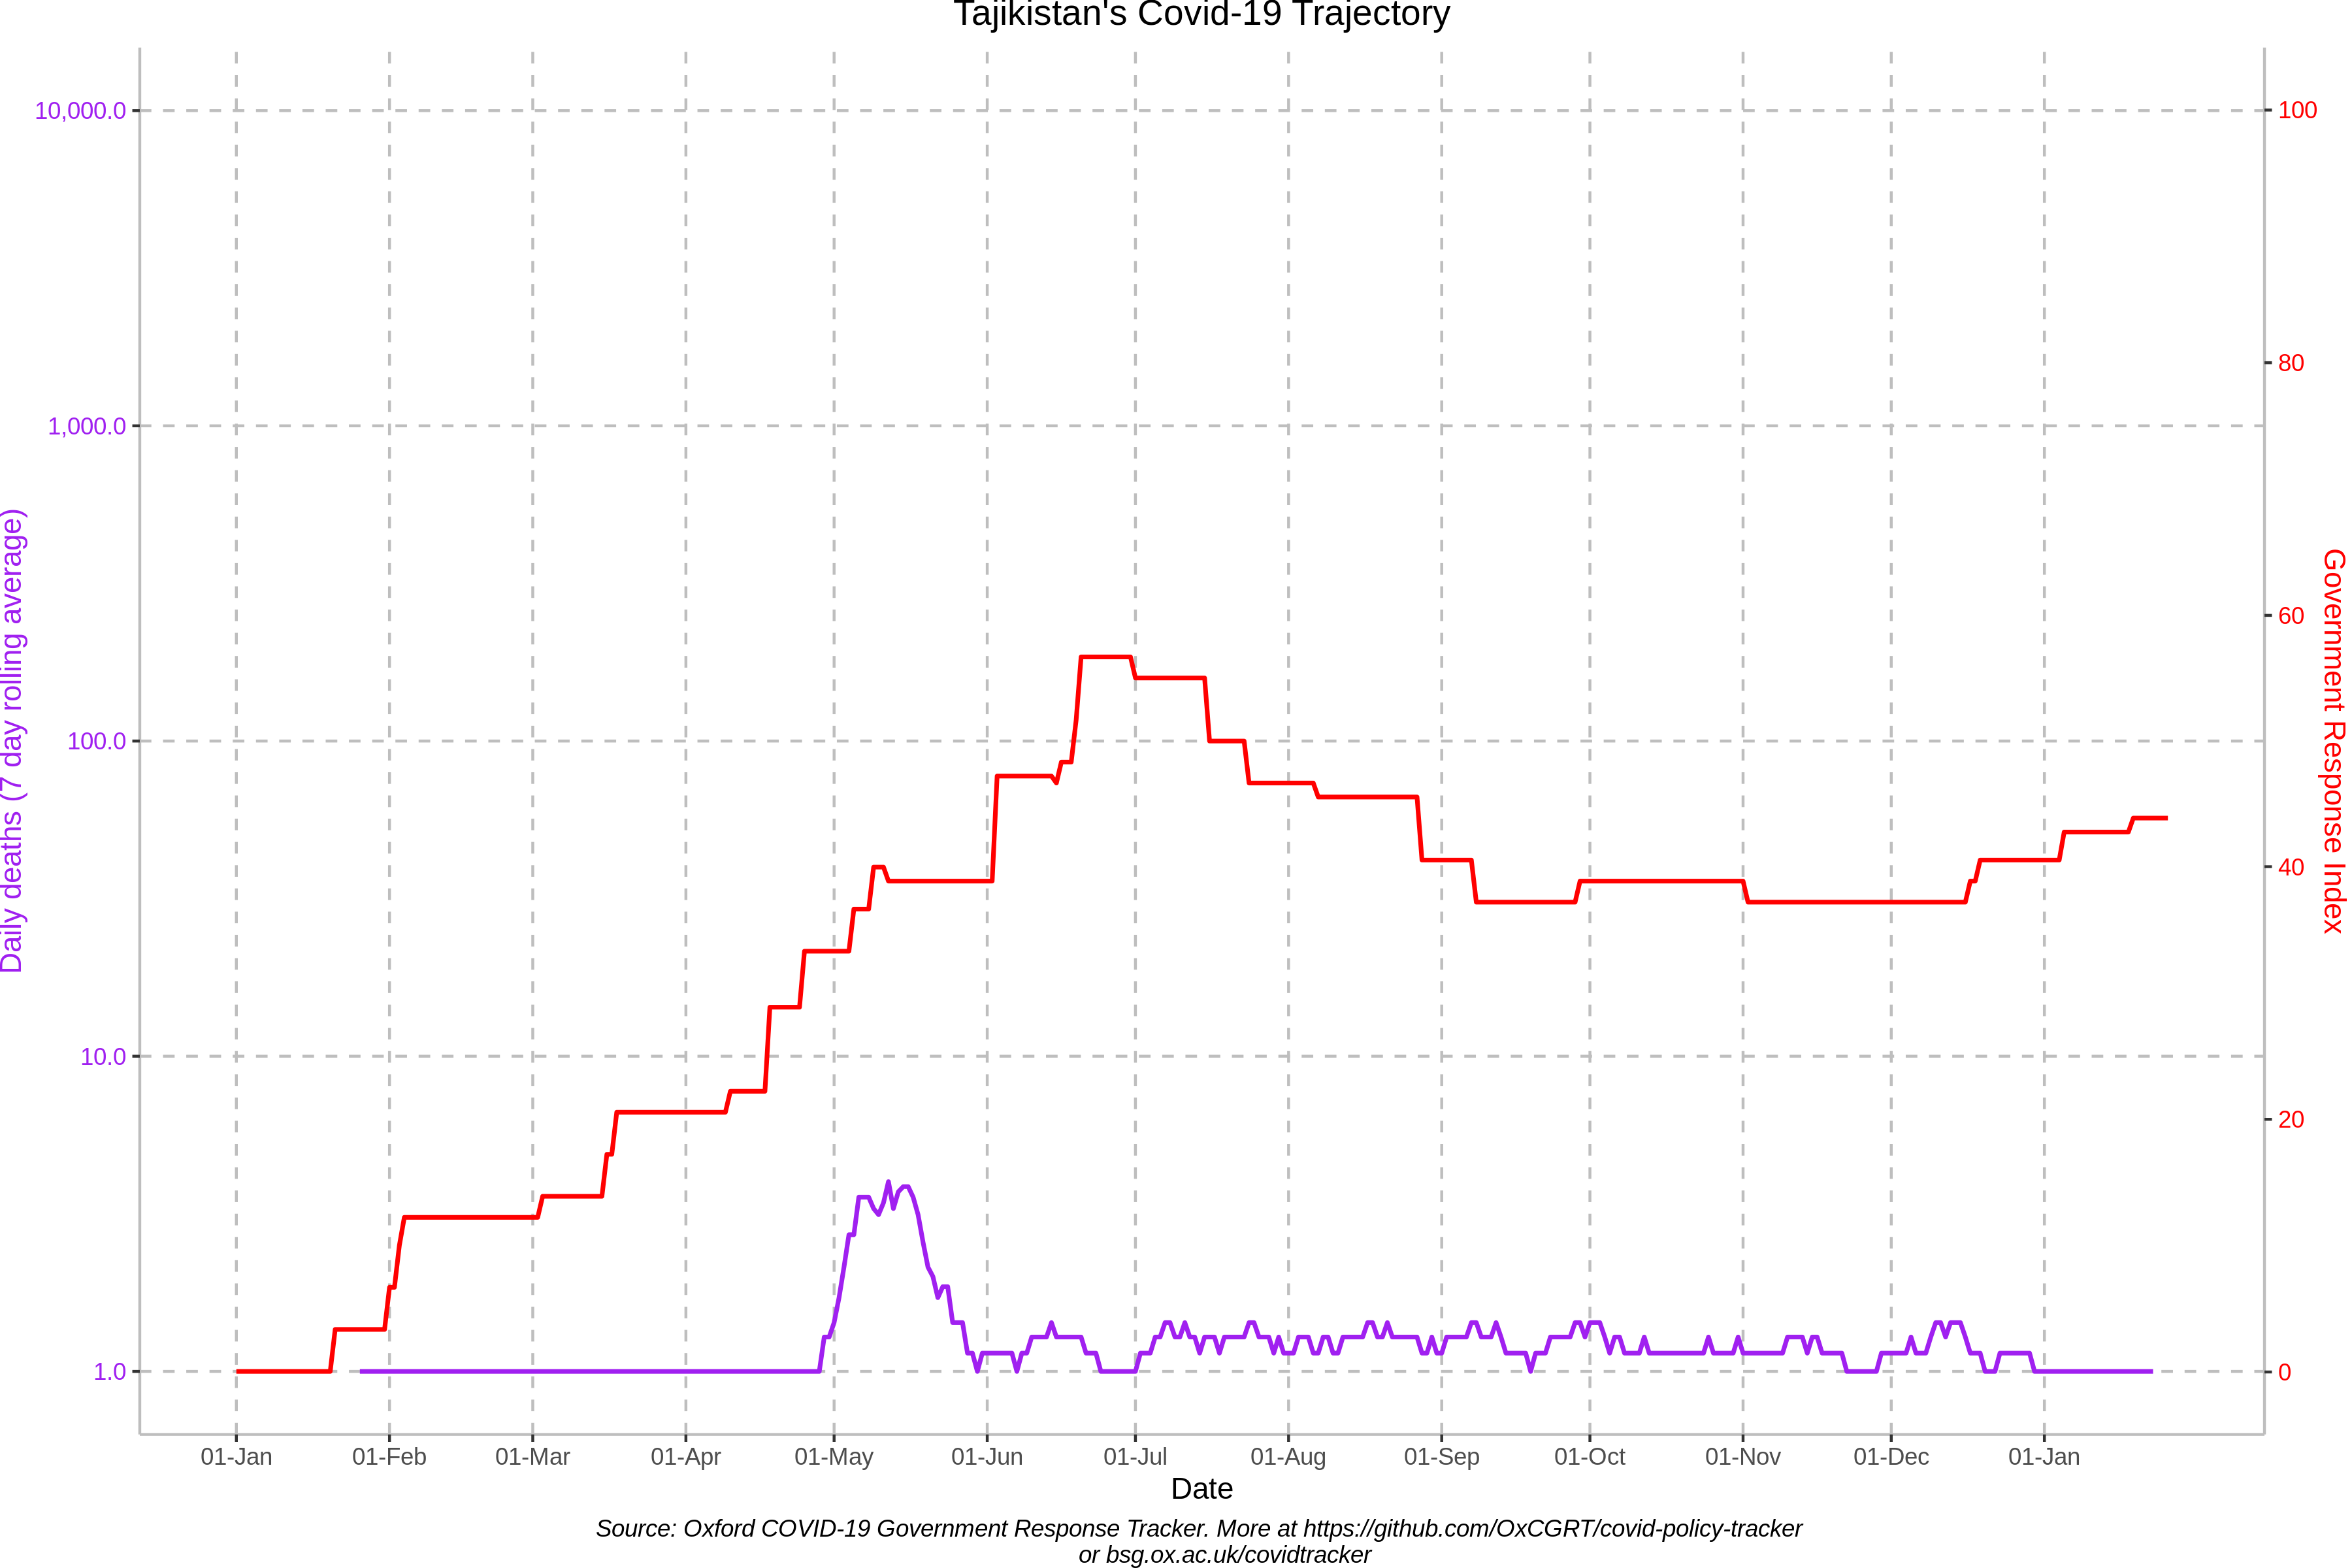 Tajikistan's Covid-19 Trajectory
Daily deaths (7 day rolling average)
10,000.0
1,000.0
100.0
10.0
1.0
100
80
60
40
20
0
Government Response Index
01-Jan 01-Feb 01-Mar 01-Apr 01-May 01-Jun 01-Jul 01-Aug 01-Sep 01-Oct 01-Nov 01-Dec 01-Jan
Date
Source: Oxford COVID-19 Government Response Tracker. More at https://github.com/OxCGRT/covid-policy-tracker
or bsg.ox.ac.uk/covidtracker